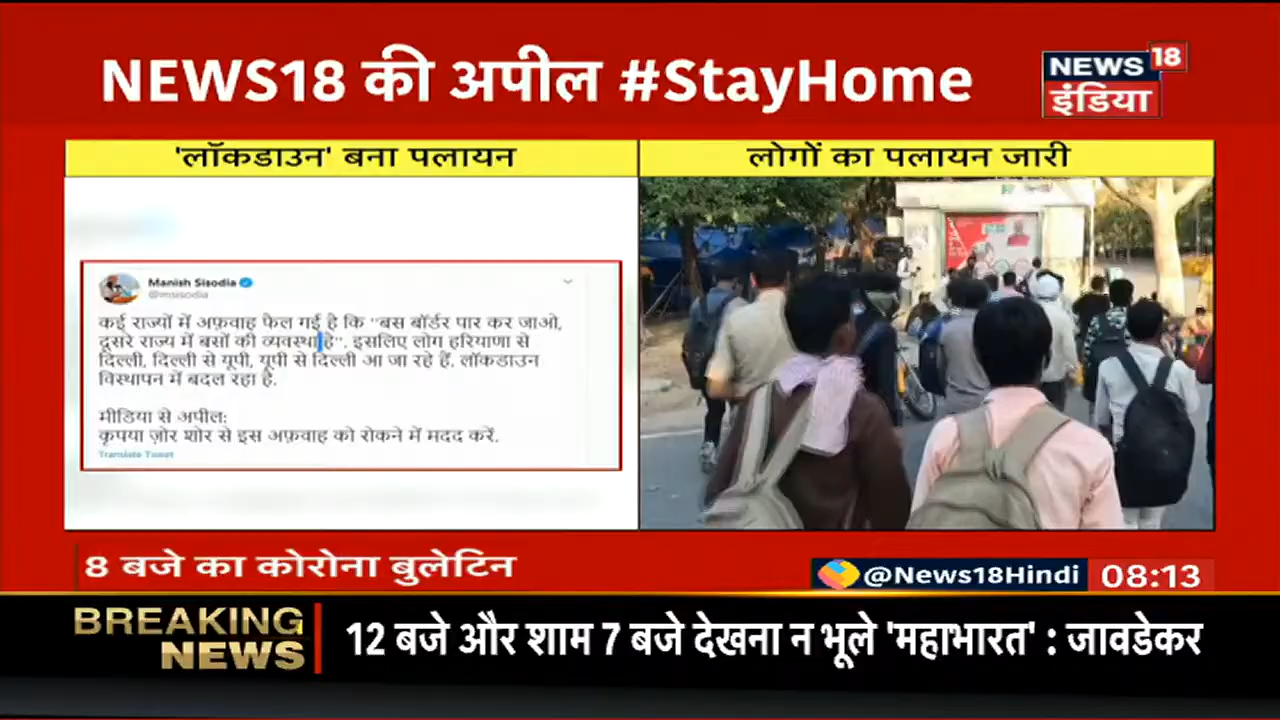 NEWS18 की अपील #StayHome
NEWS 18
इंडिया
'लॉकडाउन' बना पलायन
लोगों का पलायन जारी
Manish Sisodia
@msisodia
कई राज्यों में अफ़वाह फैल गई है कि "बस बॉर्डर पार कर जाओ,
दूसरे राज्य में बसों की व्यवस्था है". इसलिए लोग हरियाणा से
दिल्ली, दिल्ली से यूपी, यूपी से दिल्ली आ जा रहे हैं. लॉकडाउन
विस्थापन में बदल रहा है.
मीडिया से अपील:
कृपया ज़ोर शोर से इस अफ़वाह को रोकने में मदद करें.
Translate Tweet
8 बजे का कोरोना बुलेटिन
@News18Hindi
08:13
BREAKING
NEWS
12 बजे और शाम 7 बजे देखना न भूले 'महाभारत' : जावडेकर